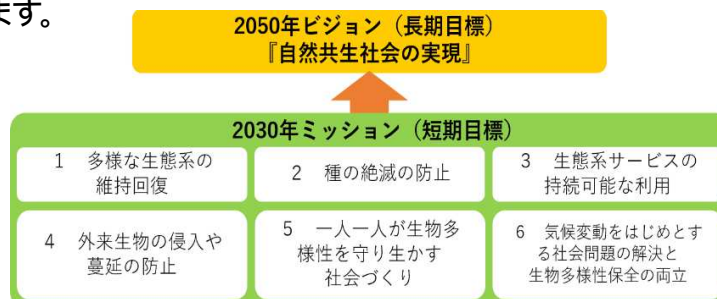 ます。
2050年ビジョン（長期目標）
『自然共生社会の実現』
2030年ミッション（短期目標）
1　多様な生態系の
維持回復
2　種の絶滅の防止
3　生態系サービスの
持続可能な利用
4　外来生物の侵入や
蔓延の防止
5　一人一人が生物多
様性を守り生かす
社会づくり
6　気候変動をはじめとす
る社会問題の解決と
生物多様性保全の両立